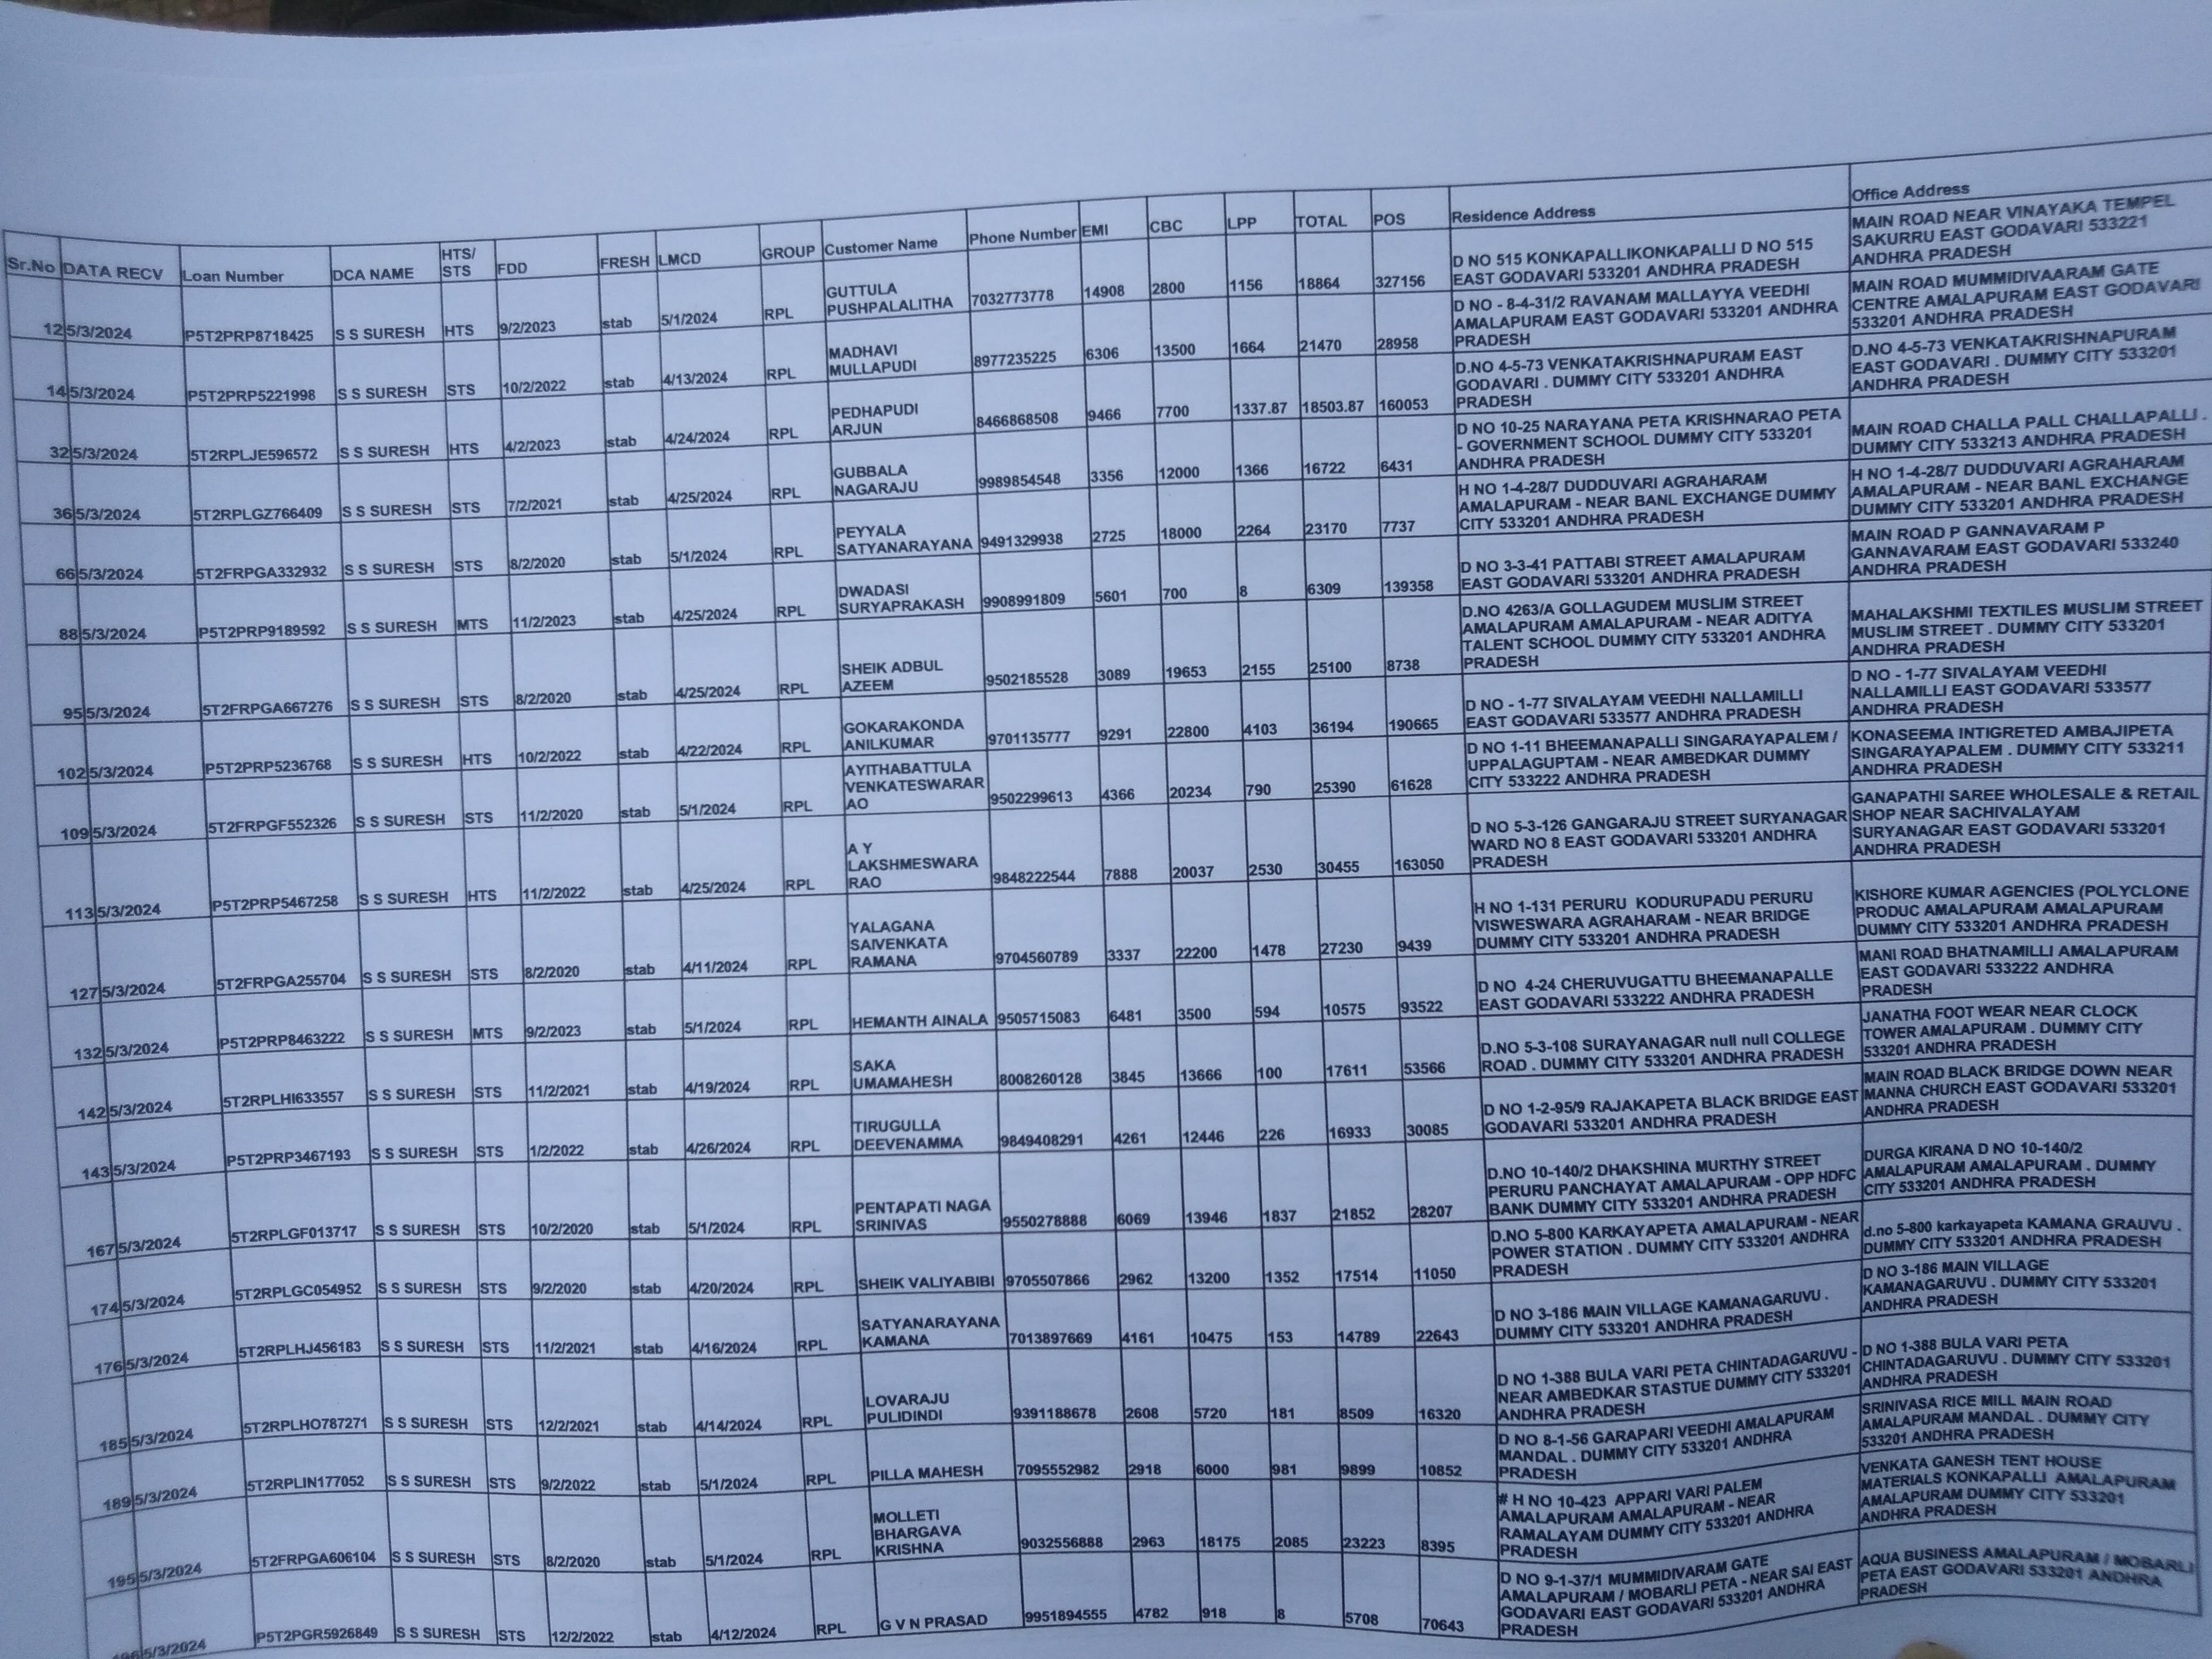 Sr.No DATA RECV Loan Number DCA NAME HTS/ STS FDD FRESH LMCD GROUP Customer Name Phone Number EMI CBC LPP TOTAL POS Residence Address Office Address
12 5/3/2024 P5T2PRP8718425 S S SURESH HTS 9/2/2023 stab 5/1/2024 RPL GUTTULA PUSHPALALITHA 7032773778 14908 2800 1156 18864 327156 D NO 515 KONKAPALLIKONKAPALLI D NO 515 EAST GODAVARI 533201 ANDHRA PRADESH MAIN ROAD NEAR VINAYAKA TEMPEL SAKURRU EAST GODAVARI 533221 ANDHRA PRADESH
14 5/3/2024 P5T2PRP5221998 S S SURESH STS 10/2/2022 stab 4/13/2024 RPL MADHAVI MULLAPUDI 8977235225 6306 13500 1664 21470 28958 D NO - 8-4-31/2 RAVANAM MALLAYYA VEEDHI AMALAPURAM EAST GODAVARI 533201 ANDHRA PRADESH MAIN ROAD MUMMIDIVAARAM GATE CENTRE AMALAPURAM EAST GODAVARI 533201 ANDHRA PRADESH
32 5/3/2024 5T2RPLJE596572 S S SURESH HTS 4/2/2023 stab 4/24/2024 RPL PEDHAPUDI ARJUN 8466868508 9466 7700 1337.87 18503.87 160053 D.NO 4-5-73 VENKATAKRISHNAPURAM EAST GODAVARI . DUMMY CITY 533201 ANDHRA PRADESH D.NO 4-5-73 VENKATAKRISHNAPURAM EAST GODAVARI . DUMMY CITY 533201 ANDHRA PRADESH
36 5/3/2024 5T2RPLGZ766409 S S SURESH STS 7/2/2021 stab 4/25/2024 RPL GUBBALA NAGARAJU 9989854548 3356 12000 1366 16722 6431 D NO 10-25 NARAYANA PETA KRISHNARAO PETA - GOVERNMENT SCHOOL DUMMY CITY 533201 ANDHRA PRADESH MAIN ROAD CHALLA PALL CHALLAPALLI . DUMMY CITY 533213 ANDHRA PRADESH
66 5/3/2024 5T2FRPGA332932 S S SURESH STS 8/2/2020 stab 5/1/2024 RPL PEYYALA SATYANARAYANA 9491329938 2725 18000 2264 23170 7737 H NO 1-4-28/7 DUDDUVARI AGRAHARAM AMALAPURAM - NEAR BANL EXCHANGE DUMMY CITY 533201 ANDHRA PRADESH H NO 1-4-28/7 DUDDUVARI AGRAHARAM AMALAPURAM - NEAR BANL EXCHANGE DUMMY CITY 533201 ANDHRA PRADESH
88 5/3/2024 P5T2PRP9189592 S S SURESH MTS 11/2/2023 stab 4/25/2024 RPL DWADASI SURYAPRAKASH 9908991809 5601 700 8 6309 139358 D NO 3-3-41 PATTABI STREET AMALAPURAM EAST GODAVARI 533201 ANDHRA PRADESH MAIN ROAD P GANNAVARAM P GANNAVARAM EAST GODAVARI 533240 ANDHRA PRADESH
95 5/3/2024 5T2FRPGA667276 S S SURESH STS 8/2/2020 stab 4/25/2024 RPL SHEIK ADBUL AZEEM 9502185528 3089 19653 2155 25100 8738 D.NO 4263/A GOLLAGUDEM MUSLIM STREET AMALAPURAM AMALAPURAM - NEAR ADITYA TALENT SCHOOL DUMMY CITY 533201 ANDHRA PRADESH MAHALAKSHMI TEXTILES MUSLIM STREET MUSLIM STREET . DUMMY CITY 533201 ANDHRA PRADESH
102 5/3/2024 P5T2PRP5236768 S S SURESH HTS 10/2/2022 stab 4/22/2024 RPL GOKARAKONDA ANILKUMAR 9701135777 9291 22800 4103 36194 190665 D NO - 1-77 SIVALAYAM VEEDHI NALLAMILLI EAST GODAVARI 533577 ANDHRA PRADESH D NO - 1-77 SIVALAYAM VEEDHI NALLAMILLI EAST GODAVARI 533577 ANDHRA PRADESH
109 5/3/2024 5T2FRPGF552326 S S SURESH STS 11/2/2020 stab 5/1/2024 RPL AYITHABATTULA VENKATESWARAR AO 9502299613 4366 20234 790 25390 61628 D NO 1-11 BHEEMANAPALLI SINGARAYAPALEM / UPPALAGUPTAM - NEAR AMBEDKAR DUMMY CITY 533222 ANDHRA PRADESH KONASEEMA INTIGRETED AMBAJIPETA SINGARAYAPALEM . DUMMY CITY 533211 ANDHRA PRADESH
113 5/3/2024 P5T2PRP5467258 S S SURESH HTS 11/2/2022 stab 4/25/2024 RPL A Y LAKSHMESWARA RAO 9848222544 7888 20037 2530 30455 163050 D NO 5-3-126 GANGARAJU STREET SURYANAGAR WARD NO 8 EAST GODAVARI 533201 ANDHRA PRADESH GANAPATHI SAREE WHOLESALE & RETAIL SHOP NEAR SACHIVALAYAM SURYANAGAR EAST GODAVARI 533201 ANDHRA PRADESH
127 5/3/2024 5T2FRPGA255704 S S SURESH STS 8/2/2020 stab 4/11/2024 RPL YALAGANA SAIVENKATA RAMANA 9704560789 3337 22200 1478 27230 9439 H NO 1-131 PERURU KODURUPADU PERURU VISWESWARA AGRAHARAM - NEAR BRIDGE DUMMY CITY 533201 ANDHRA PRADESH KISHORE KUMAR AGENCIES (POLYCLONE PRODUC AMALAPURAM AMALAPURAM DUMMY CITY 533201 ANDHRA PRADESH
132 5/3/2024 P5T2PRP8463222 S S SURESH MTS 9/2/2023 stab 5/1/2024 RPL HEMANTH AINALA 9505715083 6481 3500 594 10575 93522 D NO 4-24 CHERUVUGATTU BHEEMANAPALLE EAST GODAVARI 533222 ANDHRA PRADESH MANI ROAD BHATNAMILLI AMALAPURAM EAST GODAVARI 533222 ANDHRA PRADESH
142 5/3/2024 5T2RPLHI633557 S S SURESH STS 11/2/2021 stab 4/19/2024 RPL SAKA UMAMAHESH 8008260128 3845 13666 100 17611 53566 D.NO 5-3-108 SURAYANAGAR null null COLLEGE ROAD . DUMMY CITY 533201 ANDHRA PRADESH JANATHA FOOT WEAR NEAR CLOCK TOWER AMALAPURAM . DUMMY CITY 533201 ANDHRA PRADESH
143 5/3/2024 P5T2PRP3467193 S S SURESH STS 1/2/2022 stab 4/26/2024 RPL TIRUGULLA DEEVENAMMA 9849408291 4261 12446 226 16933 30085 D NO 1-2-95/9 RAJAKAPETA BLACK BRIDGE EAST GODAVARI 533201 ANDHRA PRADESH MAIN ROAD BLACK BRIDGE DOWN NEAR MANNA CHURCH EAST GODAVARI 533201 ANDHRA PRADESH
167 5/3/2024 5T2RPLGF013717 S S SURESH STS 10/2/2020 stab 5/1/2024 RPL PENTAPATI NAGA SRINIVAS 9550278888 6069 13946 1837 21852 28207 D.NO 10-140/2 DHAKSHINA MURTHY STREET PERURU PANCHAYAT AMALAPURAM - OPP HDFC BANK DUMMY CITY 533201 ANDHRA PRADESH DURGA KIRANA D NO 10-140/2 AMALAPURAM AMALAPURAM . DUMMY CITY 533201 ANDHRA PRADESH
174 5/3/2024 5T2RPLGC054952 S S SURESH STS 9/2/2020 stab 4/20/2024 RPL SHEIK VALIYABIBI 9705507866 2962 13200 1352 17514 11050 D.NO 5-800 KARKAYAPETA AMALAPURAM - NEAR POWER STATION . DUMMY CITY 533201 ANDHRA PRADESH d.no 5-800 karkayapeta KAMANA GRAUVU . DUMMY CITY 533201 ANDHRA PRADESH
176 5/3/2024 5T2RPLHJ456183 S S SURESH STS 11/2/2021 stab 4/16/2024 RPL SATYANARAYANA KAMANA 7013897669 4161 10475 153 14789 22643 D NO 3-186 MAIN VILLAGE KAMANAGARUVU . DUMMY CITY 533201 ANDHRA PRADESH D NO 3-186 MAIN VILLAGE KAMANAGARUVU . DUMMY CITY 533201 ANDHRA PRADESH
185 5/3/2024 5T2RPLHO787271 S S SURESH STS 12/2/2021 stab 4/14/2024 RPL LOVARAJU PULIDINDI 9391188678 2608 5720 181 8509 16320 D NO 1-388 BULA VARI PETA CHINTADAGARUVU - NEAR AMBEDKAR STASTUE DUMMY CITY 533201 ANDHRA PRADESH D NO 1-388 BULA VARI PETA CHINTADAGARUVU . DUMMY CITY 533201 ANDHRA PRADESH
189 5/3/2024 5T2RPLIN177052 S S SURESH STS 9/2/2022 stab 5/1/2024 RPL PILLA MAHESH 7095552982 2918 6000 981 9899 10852 D NO 8-1-56 GARAPARI VEEDHI AMALAPURAM MANDAL . DUMMY CITY 533201 ANDHRA PRADESH SRINIVASA RICE MILL MAIN ROAD AMALAPURAM MANDAL . DUMMY CITY 533201 ANDHRA PRADESH
195 5/3/2024 5T2FRPGA606104 S S SURESH STS 8/2/2020 stab 5/1/2024 RPL MOLLETI BHARGAVA KRISHNA 9032556888 2963 18175 2085 23223 8395 # H NO 10-423 APPARI VARI PALEM AMALAPURAM AMALAPURAM - NEAR RAMALAYAM DUMMY CITY 533201 ANDHRA PRADESH VENKATA GANESH TENT HOUSE MATERIALS KONKAPALLI AMALAPURAM AMALAPURAM DUMMY CITY 533201 ANDHRA PRADESH
5/3/2024 P5T2PGR5926849 S S SURESH STS 12/2/2022 stab 4/12/2024 RPL G V N PRASAD 9951894555 4782 918 8 5708 70643 D NO 9-1-37/1 MUMMIDIVARAM GATE AMALAPURAM / MOBARLI PETA - NEAR SAI EAST GODAVARI EAST GODAVARI 533201 ANDHRA PRADESH AQUA BUSINESS AMALAPURAM / MOBARLI PETA EAST GODAVARI 533201 ANDHRA PRADESH